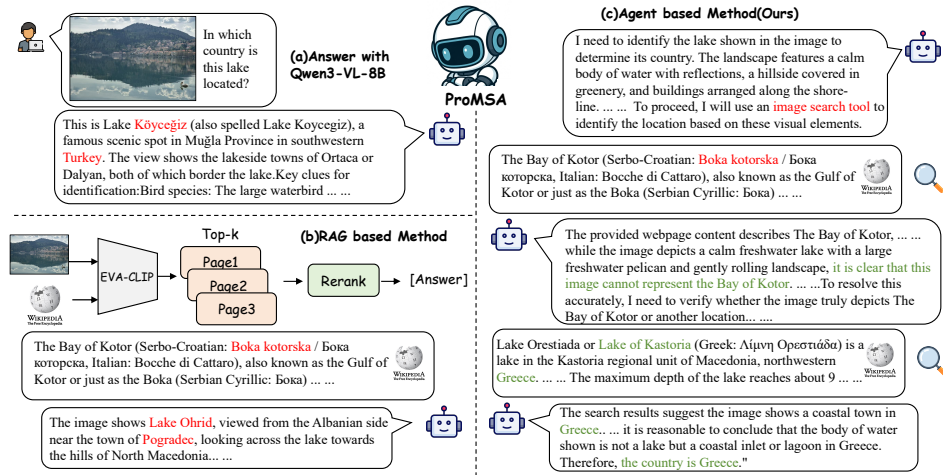 In which
country is
this lake
located?
(a)Answer with
Qwen3-VL-8B
ProMSA
This is Lake Köyceğiz (also spelled Lake Koycegiz), a
famous scenic spot in Muğla Province in southwestern
Turkey. The view shows the lakeside towns of Ortaca or
Dalyan, both of which border the lake.Key clues for
identification:Bird species: The large waterbird ... ...
(b)RAG based Method
Top-k
EVA-CLIP
Page1
Page2
Page3
Rerank
[Answer]
WIKIPEDIA
The Free Encyclopedia
The Bay of Kotor (Serbo-Croatian: Boka kotorska / Бока
которска, Italian: Bocche di Cattaro), also known as the Gulf of
Kotor or just as the Boka (Serbian Cyrillic: Бока) ... ...
WIKIPEDIA
The Free Encyclopedia
The image shows Lake Ohrid, viewed from the Albanian side
near the town of Pogradec, looking across the lake towards
the hills of North Macedonia... ...
(c)Agent based Method(Ours)
I need to identify the lake shown in the image to
determine its country. The landscape features a calm
body of water with reflections, a hillside covered in
greenery, and buildings arranged along the shore-
line. ... ... To proceed, I will use an image search tool to
identify the location based on these visual elements.
The Bay of Kotor (Serbo-Croatian: Boka kotorska / Бока
которска, Italian: Bocche di Cattaro), also known as the Gulf of
Kotor or just as the Boka (Serbian Cyrillic: Бока) ... ...
WIKIPEDIA
The Free Encyclopedia
The provided webpage content describes The Bay of Kotor, ... ...
while the image depicts a calm freshwater lake with a large
freshwater pelican and gently rolling landscape, it is clear that this
image cannot represent the Bay of Kotor. ... ...To resolve this
accurately, I need to verify whether the image truly depicts The
Bay of Kotor or another location... ....
Lake Orestiada or Lake of Kastoria (Greek: Λίμνη Ορεστιάδα) is a
lake in the Kastoria regional unit of Macedonia, northwestern
Greece. ... ... The maximum depth of the lake reaches about 9 ... ...
WIKIPEDIA
The Free Encyclopedia
The search results suggest the image shows a coastal town in
Greece.. ... it is reasonable to conclude that the body of water
shown is not a lake but a coastal inlet or lagoon in Greece.
Therefore, the country is Greece."